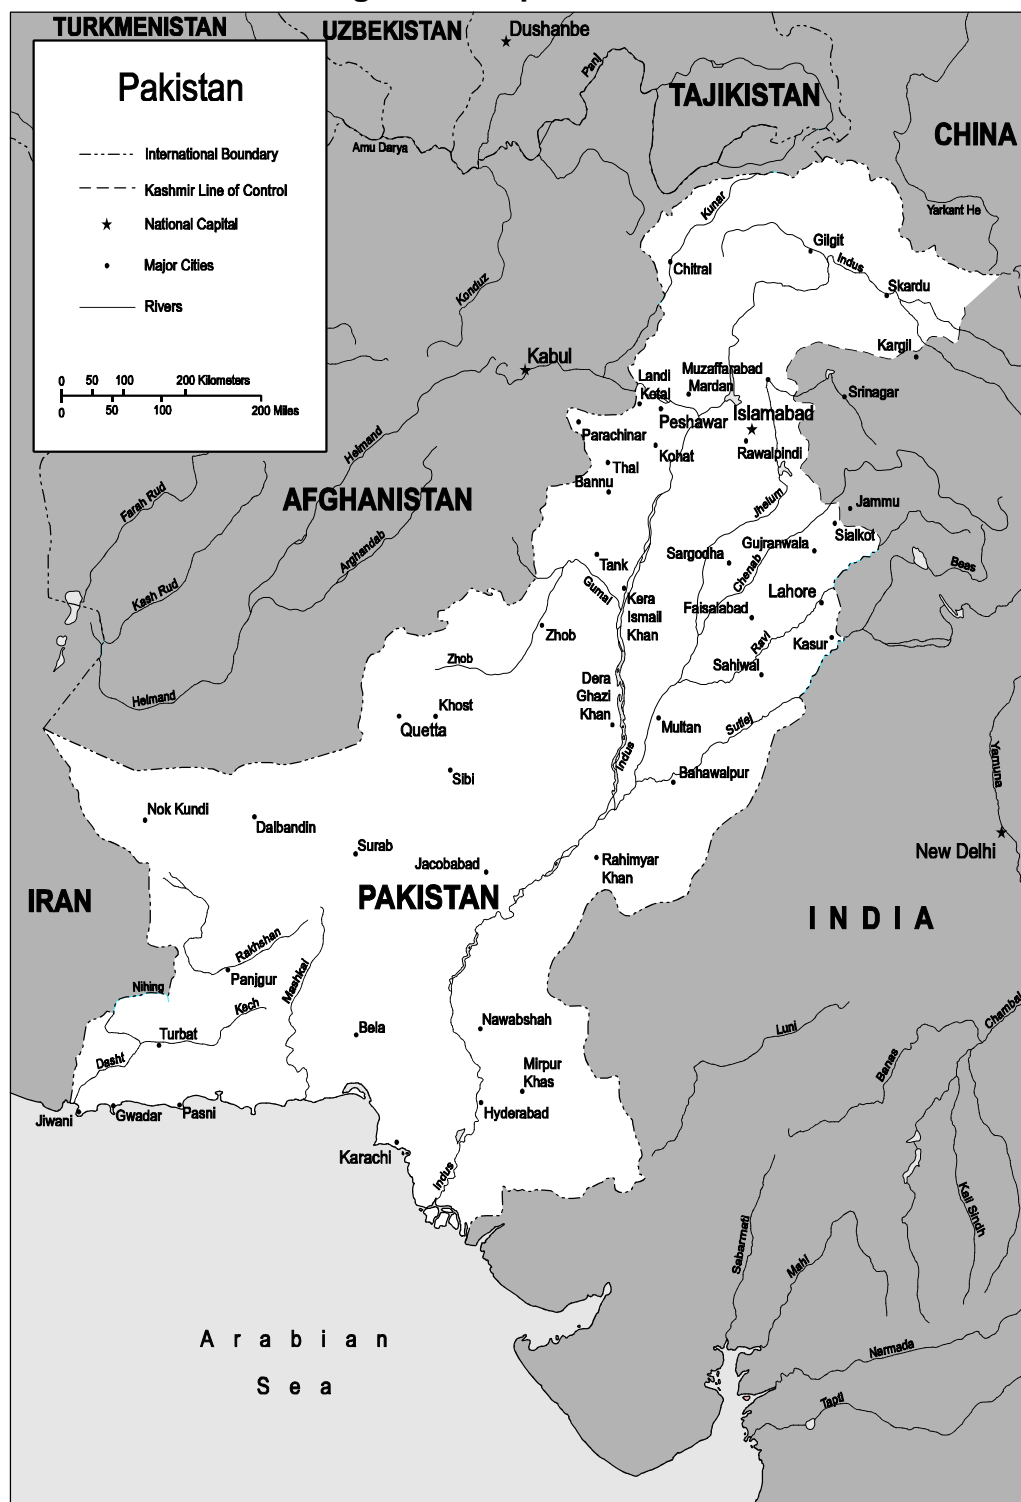 TURKMENISTAN
UZBEKISTAN
Dushanbe
Panj
TAJIKISTAN
CHINA
Pakistan
International Boundary
Kashmir Line of Control
National Capital
Major Cities
Rivers
0 50 100 200 Kilometers
0 50 100 200 Miles
Amu Darya
Yarkant He
Kunar
Gilgit
Indus
Chitral
Skardu
Konduz
Kargil
Kabul
Landi
Kotal
Muzaffarabad
Mardan
Srinagar
Islamabad
Peshawar
Parachinar
Rawalpindi
Kohat
Helmand
Thal
Bannu
Farah Rud
AFGHANISTAN
Jhelum
Jammu
Sialkot
Arghandab
Sargodha
Gujranwala
Chenab
Tank
Beas
Kash Rud
Gumal
Kera
Ismail
Khan
Lahore
Faisalabad
Zhob
Ravi
Kasur
Zhob
Sahiwal
Dera
Ghazi
Khan
Helmand
Khost
Quetta
Multan
Sutlej
Indus
Yamuna
Sibi
Bahawalpur
Nok Kundi
Dalbandin
Surab
New Delhi
Jacobabad
Rahimyar
Khan
IRAN
PAKISTAN
INDIA
Rakhshan
Panjgur
Mashkai
Nihing
Kech
Chambal
Turbat
Bela
Nawabshah
Luni
Dasht
Mirpur
Khas
Banas
Jiwani
Gwadar
Pasni
Hyderabad
Karachi
Indus
Kali Sindh
Sabarmati
Mahi
Arabian
Sea
Narmada
Tapti